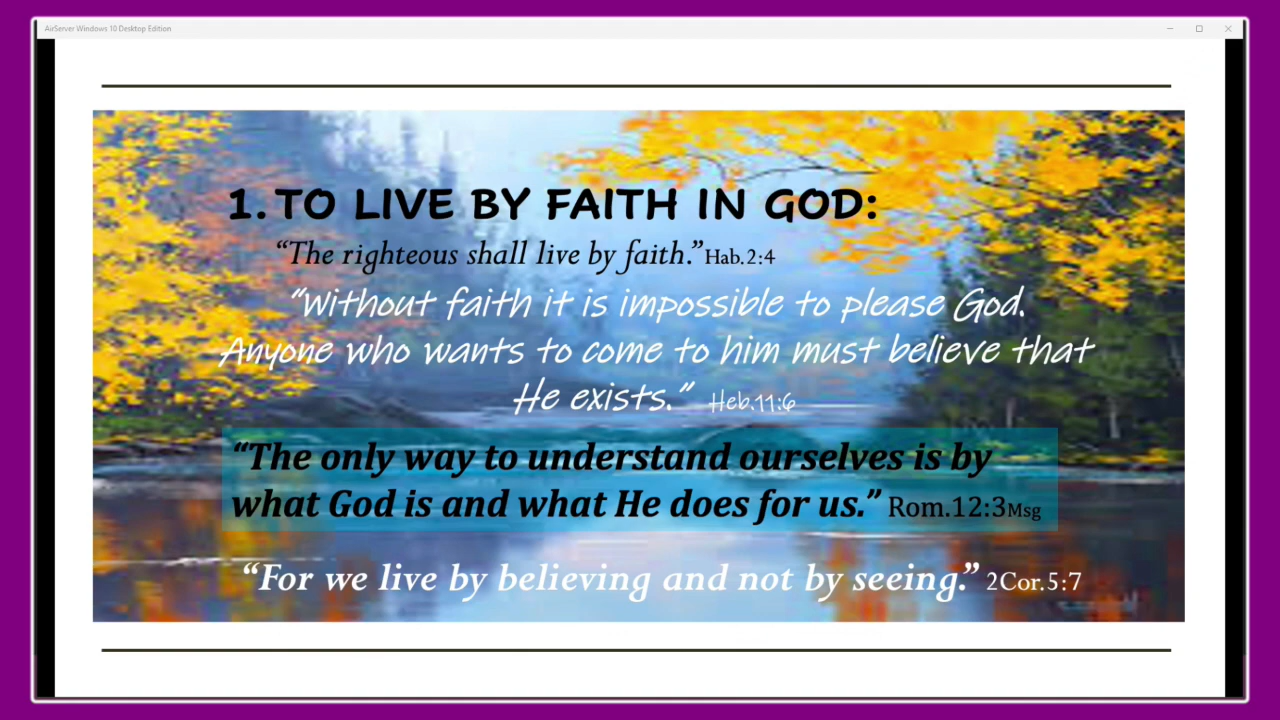 AirServer Windows 10 Desktop Edition
1. TO LIVE BY FAITH IN GOD:
“The righteous shall live by faith.” Hab.2:4
“Without faith it is impossible to please God.
Anyone who wants to come to him must believe that
He exists.” Heb.11:6
“The only way to understand ourselves is by
what God is and what He does for us.” Rom.12:3Msg
“For we live by believing and not by seeing.” 2Cor.5:7